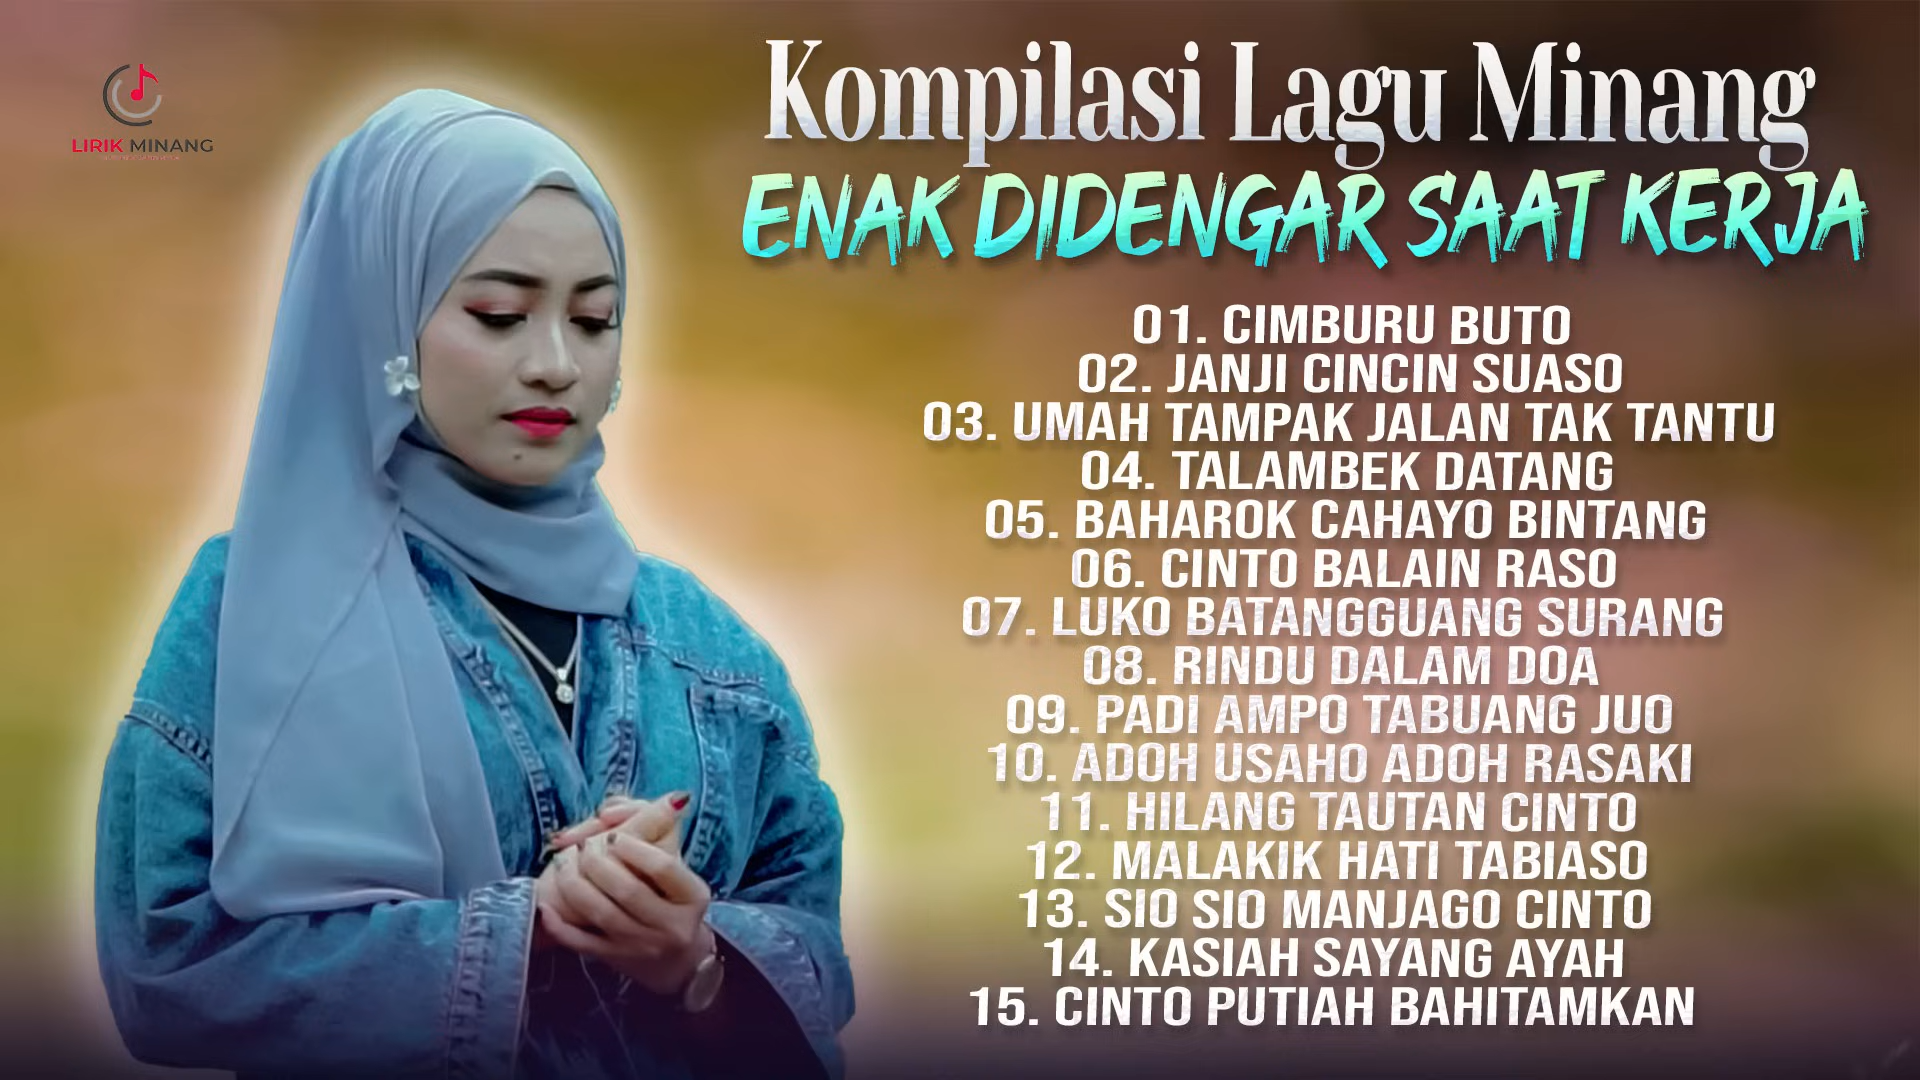 LIRIK MINANG
Kompilasi Lagu Minang
ENAK DIDENGAR SAAT KERJA
01. CIMBURU BUTO
02. JANJI CINCIN SUASO
03. UMAH TAMPAK JALAN TAK TANTU
04. TALAMBEK DATANG
05. BAHAROK CAHAYO BINTANG
06. CINTO BALAIN RASO
07. LUKO BATANGGUANG SURANG
08. RINDU DALAM DOA
09. PADI AMPO TABUANG JUO
10. ADOH USAHO ADOH RASAKI
11. HILANG TAUTAN CINTO
12. MALAKIK HATI TABIASO
13. SIO SIO MANJAGO CINTO
14. KASIAH SAYANG AYAH
15. CINTO PUTIAH BAHITAMKAN